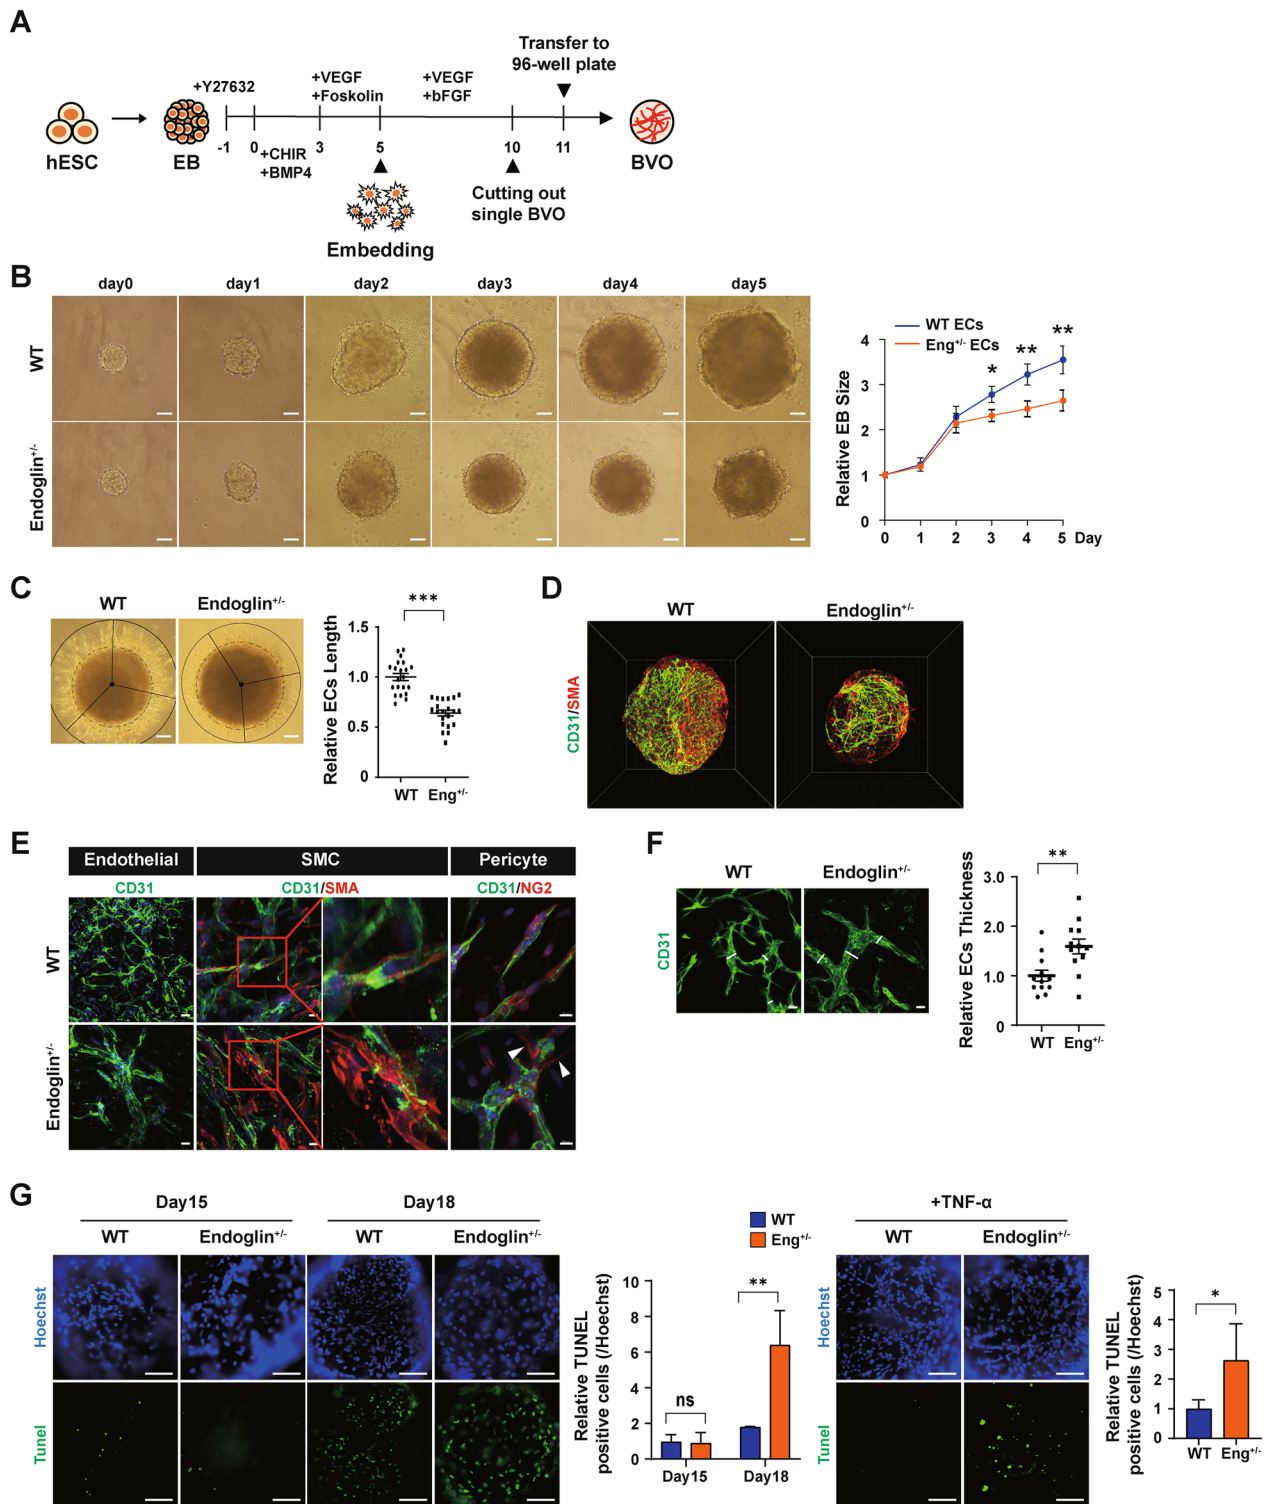 A
Transfer to
96-well plate
+Y27632
+VEGF
+Foskolin
+VEGF
+bFGF
hESC
EB
-1
0
+CHIR
+BMP4
3
5
10
11
BVO
Embedding
Cutting out
single BVO
B
day0
day1
day2
day3
day4
day5
WT
Endoglin+/-
WT ECs
Eng+/- ECs
*
**
**
Relative EB Size
4
3
2
1
0
0
1
2
3
4
5
Day
C
WT
Endoglin+/-
***
Relative ECs Length
1.5
1.0
0.5
0
WT
Eng+/-
D
WT
Endoglin+/-
CD31/SMA
E
Endothelial
SMC
Pericyte
CD31
CD31/SMA
CD31/NG2
WT
Endoglin+/-
F
WT
Endoglin+/-
CD31
**
Relative ECs Thickness
3.0
2.0
1.0
0
WT
Eng+/-
G
Day15
Day18
WT
Endoglin+/-
WT
Endoglin+/-
Hoechst
Tunel
WT
Eng+/-
Relative TUNEL
positive cells (/Hoechst)
10
8
6
4
2
0
ns
**
Day15
Day18
+TNF-α
WT
Endoglin+/-
Hoechst
Tunel
Relative TUNEL
positive cells (/Hoechst)
5
4
3
2
1
0
*
WT
Eng+/-